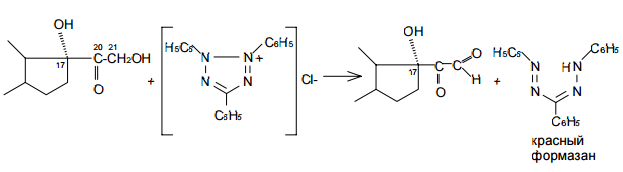 OH
20 21
C—CH₂OH
17
O
+
H₅C₆
C₆H₅
N
N+
N
N
C₆H₅
Cl-
OH
17
C
C
O
O
H
+
H₅C₆
C₆H₅
N
HN
N
N
C₆H₅
красный
формазан